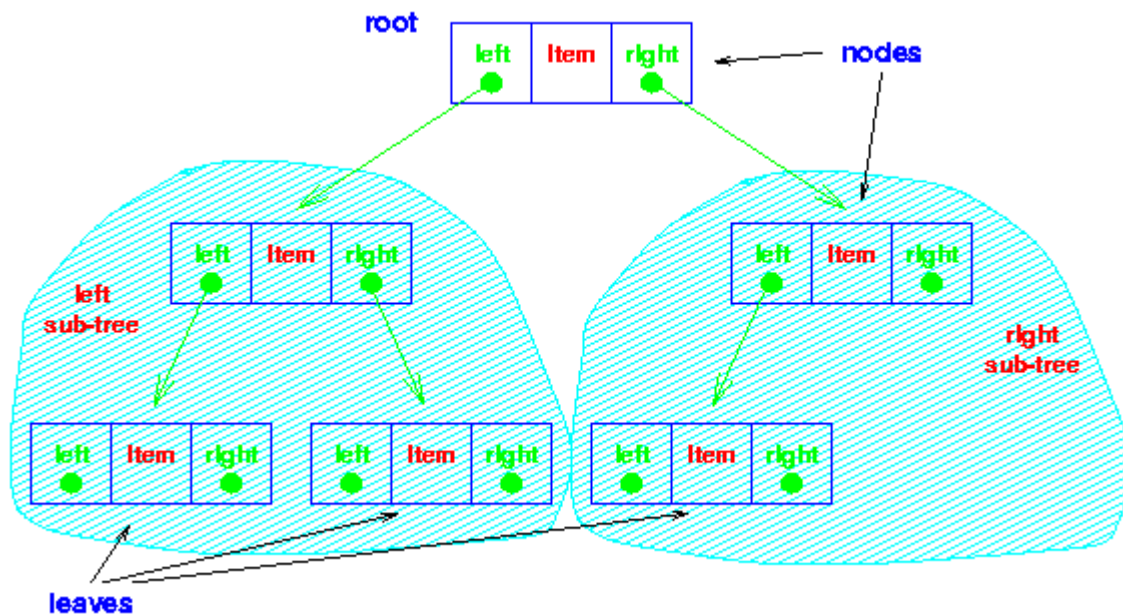 root
left Item right
nodes
left Item right
left Item right
left
sub-tree
right
sub-tree
left Item right
left Item right
left Item right
leaves